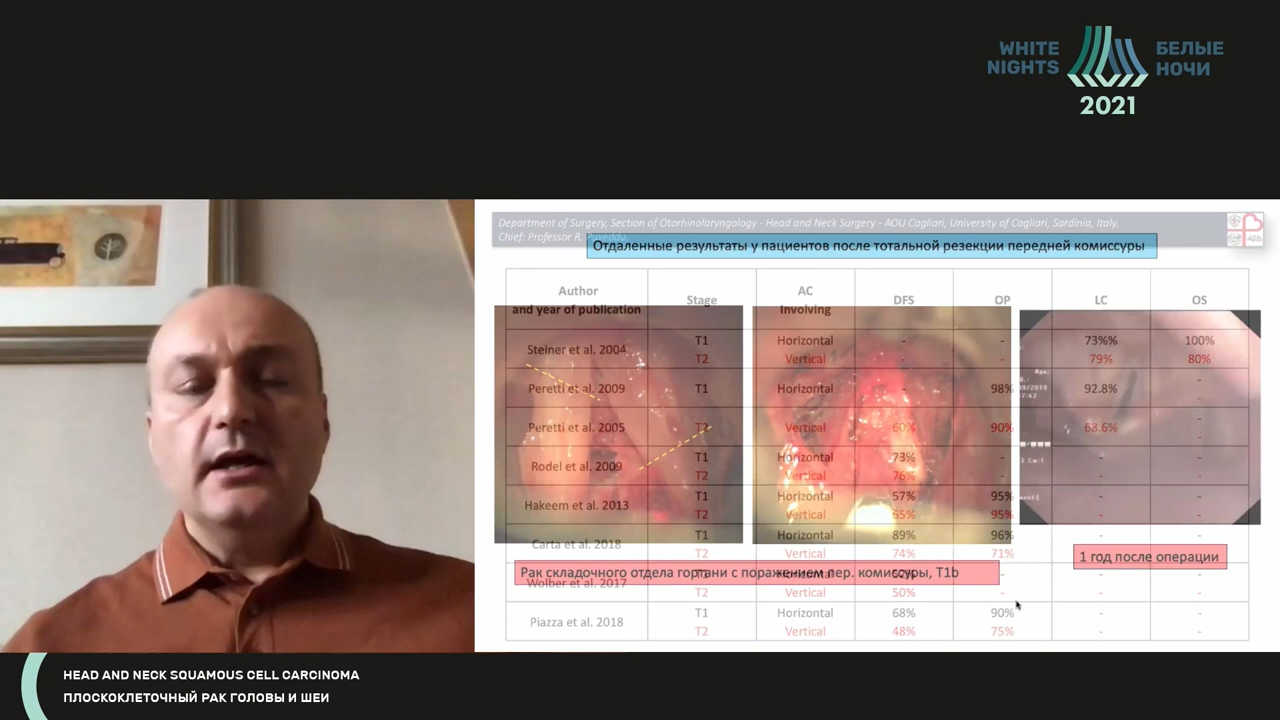 WHITE NIGHTS
БЕЛЫЕ НОЧИ
2021
Department of Surgery, Section of Otorhinolaryngology - Head and Neck Surgery - AOU Cagliari, University of Cagliari, Sardinia, Italy.
Chief: Professor R. Puxeddu
Отдаленные результаты у пациентов после тотальной резекции передней комиссуры
Author and year of publication Stage AC Involving DFS OP LC OS
Steiner et al. 2004 T1 Horizontal - - 73%% 100%
T2 Vertical - - 79% 80%
Peretti et al. 2009 T1 Horizontal - 98% 92.8% -
Peretti et al. 2005 T2 Vertical 60% 90% 68.6% -
Rodel et al. 2009 T1 Horizontal 73% - - -
T2 Vertical 76% - - -
Hakeem et al. 2013 T1 Horizontal 57% 95% - -
T2 Vertical 55% 95% - -
Carta et al. 2018 T1 Horizontal 89% 96% - -
T2 Vertical 74% 71% - -
Wolber et al. 2017 T1 Horizontal - - -
T2 Vertical 50% - - -
Piazza et al. 2018 T1 Horizontal 68% 90% - -
T2 Vertical 48% 75% - -
Рак складочного отдела гортани с поражением пер. комиссуры, T1b
1 год после операции
HEAD AND NECK SQUAMOUS CELL CARCINOMA
ПЛОСКОКЛЕТОЧНЫЙ РАК ГОЛОВЫ И ШЕИ